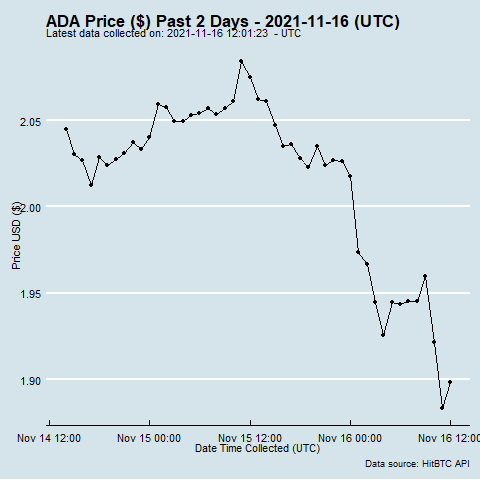 ADA Price ($) Past 2 Days - 2021-11-16 (UTC)
Latest data collected on: 2021-11-16 12:01:23 - UTC
Price USD ($)
2.05
2.00
1.95
1.90
Nov 14 12:00 Nov 15 00:00 Nov 15 12:00 Nov 16 00:00 Nov 16 12:00
Date Time Collected (UTC)
Data source: HitBTC API